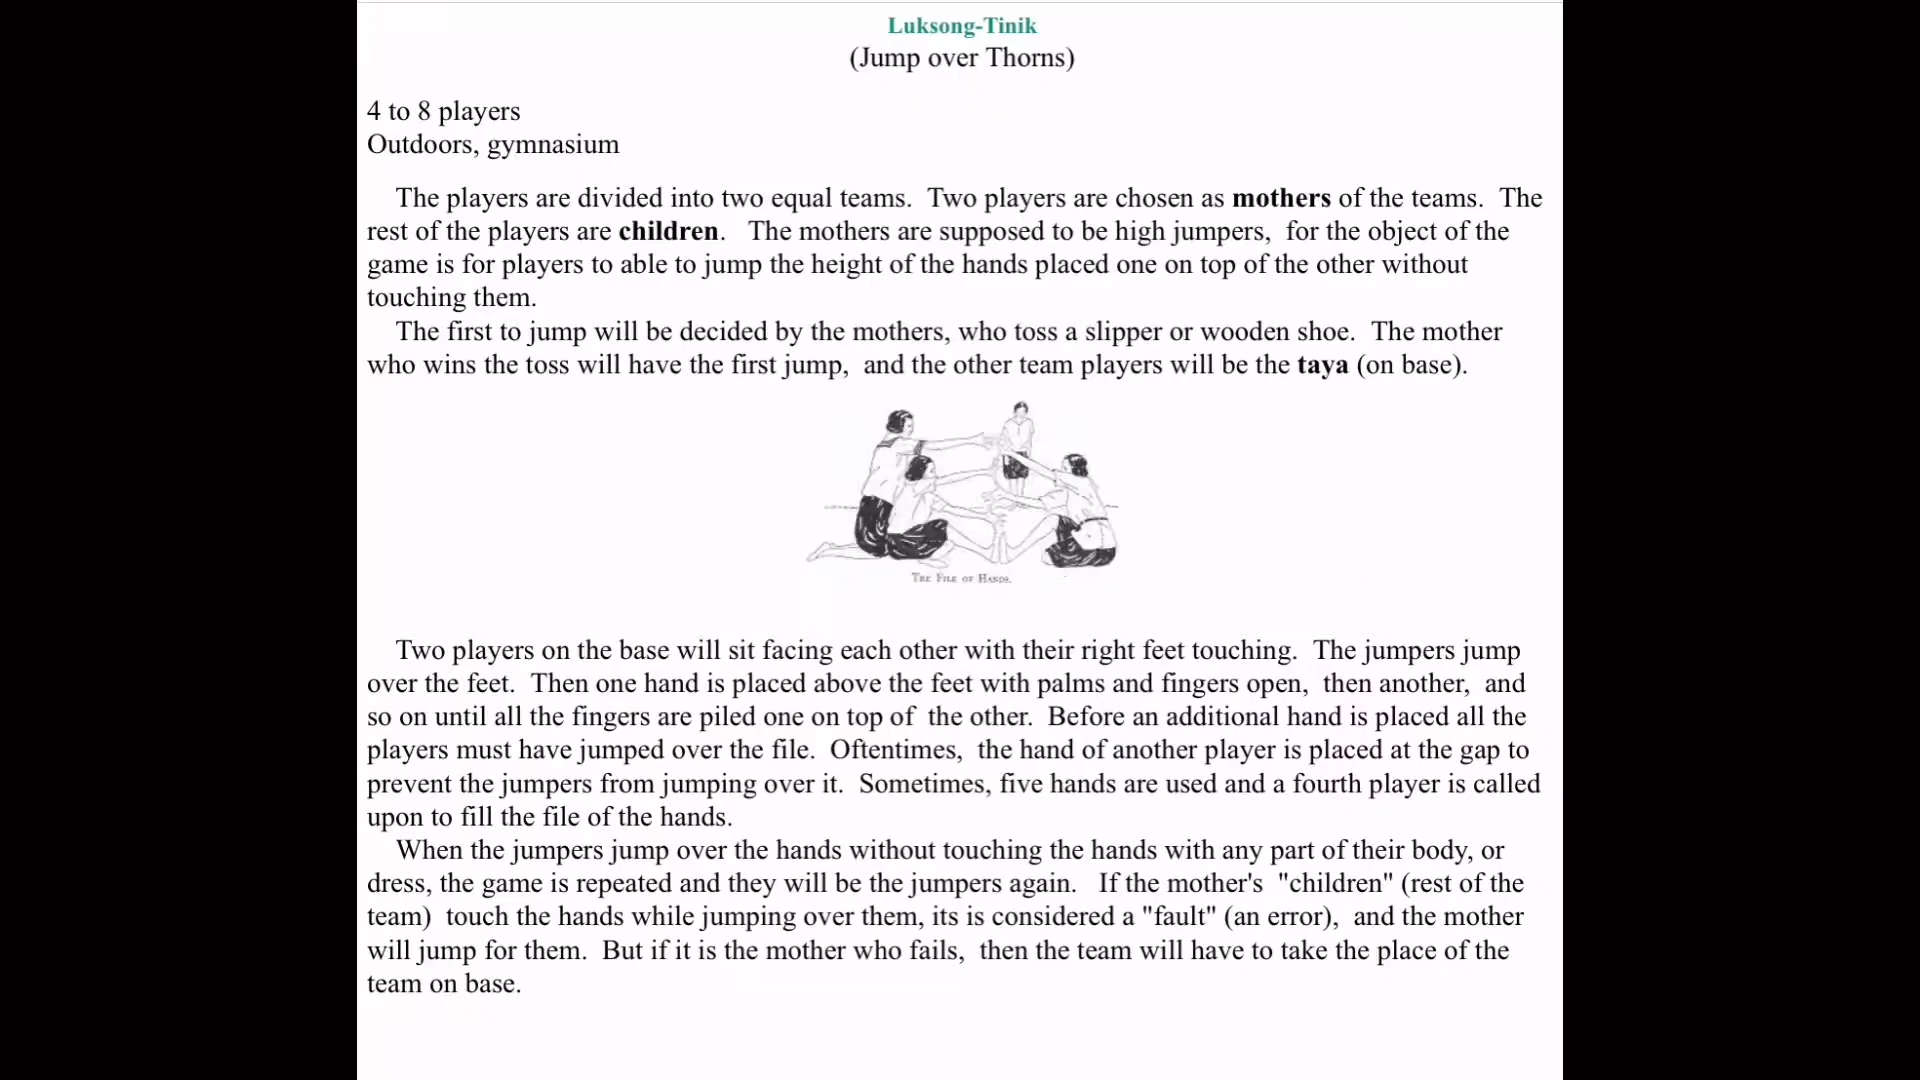 Luksong-Tinik
(Jump over Thorns)
4 to 8 players
Outdoors, gymnasium
The players are divided into two equal teams. Two players are chosen as mothers of the teams. The
rest of the players are children. The mothers are supposed to be high jumpers, for the object of the
game is for players to able to jump the height of the hands placed one on top of the other without
touching them.
The first to jump will be decided by the mothers, who toss a slipper or wooden shoe. The mother
who wins the toss will have the first jump, and the other team players will be the taya (on base).
THE FILE OF HANDS.
Two players on the base will sit facing each other with their right feet touching. The jumpers jump
over the feet. Then one hand is placed above the feet with palms and fingers open, then another, and
so on until all the fingers are piled one on top of the other. Before an additional hand is placed all the
players must have jumped over the file. Oftentimes, the hand of another player is placed at the gap to
prevent the jumpers from jumping over it. Sometimes, five hands are used and a fourth player is called
upon to fill the file of the hands.
When the jumpers jump over the hands without touching the hands with any part of their body, or
dress, the game is repeated and they will be the jumpers again. If the mother's "children" (rest of the
team) touch the hands while jumping over them, its is considered a "fault" (an error), and the mother
will jump for them. But if it is the mother who fails, then the team will have to take the place of the
team on base.